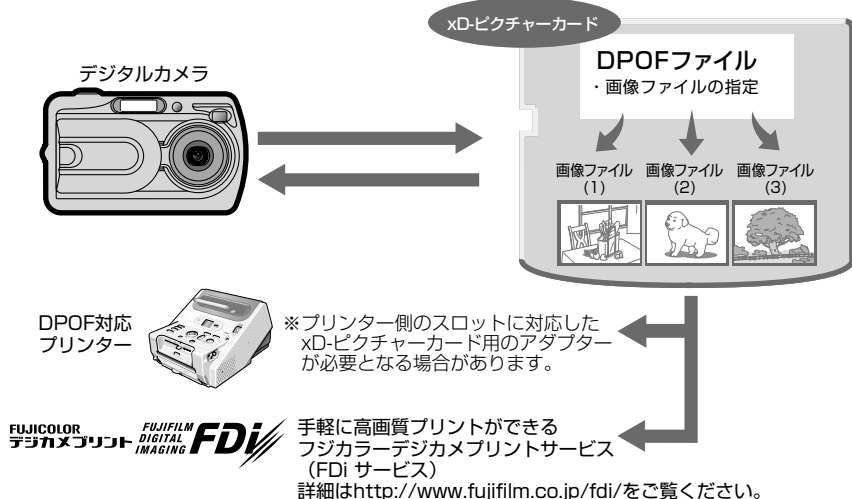 xD-ピクチャーカード
DPOFファイル
・画像ファイルの指定
デジタルカメラ
画像ファイル
(1)
画像ファイル
(2)
画像ファイル
(3)
DPOF対応
プリンター
※プリンター側のスロットに対応した
xD-ピクチャーカード用のアダプター
が必要となる場合があります。
FUJICOLOR
デジカメプリント
FUJIFILM
DIGITAL
IMAGING
FDi
手軽に高画質プリントができる
フジカラーデジカメプリントサービス
（FDi サービス）
詳細はhttp://www.fujifilm.co.jp/fdi/をご覧ください。